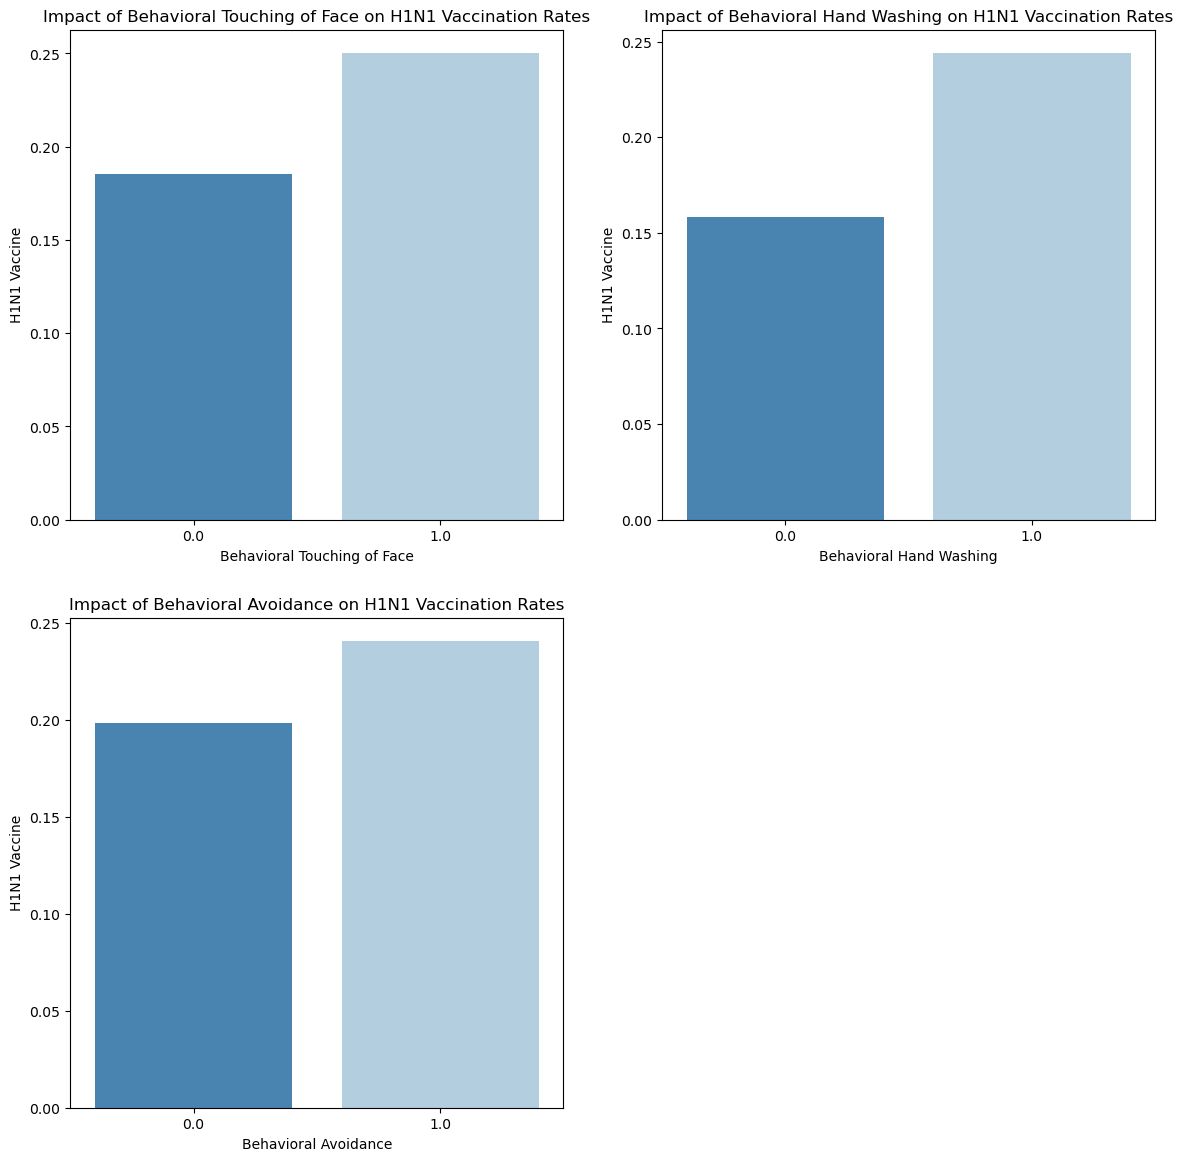 Impact of Behavioral Touching of Face on H1N1 Vaccination Rates
0.25
0.20
0.15
0.10
0.05
0.00
H1N1 Vaccine
0.0 1.0
Behavioral Touching of Face
Impact of Behavioral Hand Washing on H1N1 Vaccination Rates
0.25
0.20
0.15
0.10
0.05
0.00
H1N1 Vaccine
0.0 1.0
Behavioral Hand Washing
Impact of Behavioral Avoidance on H1N1 Vaccination Rates
0.25
0.20
0.15
0.10
0.05
0.00
H1N1 Vaccine
0.0 1.0
Behavioral Avoidance